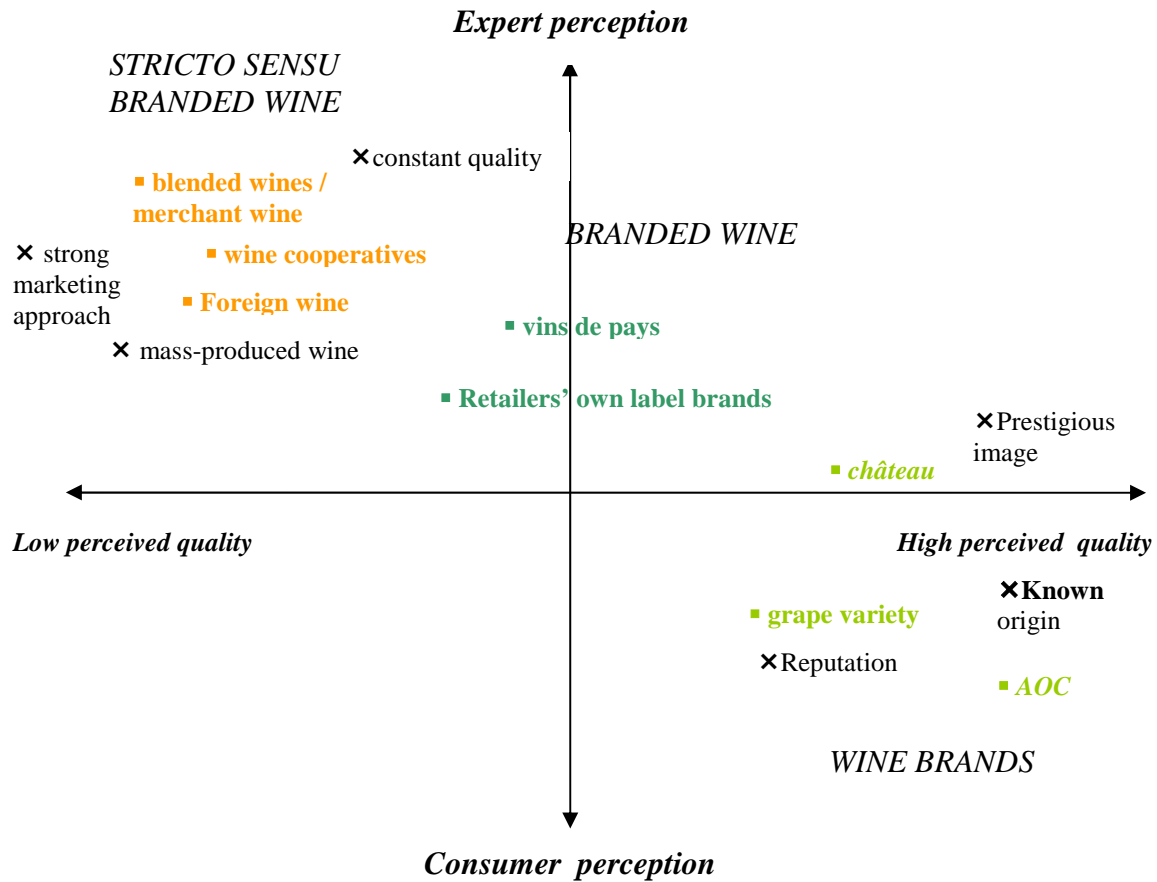 Expert perception
STRICTO SENSU
BRANDED WINE
×constant quality
▪ blended wines /
merchant wine
BRANDED WINE
× strong
marketing
approach
▪ wine cooperatives
▪ Foreign wine
▪ vins de pays
× mass-produced wine
▪ Retailers’ own label brands
×Prestigious
image
▪ château
Low perceived quality
High perceived quality
×Known
origin
▪ grape variety
×Reputation
▪ AOC
WINE BRANDS
Consumer perception